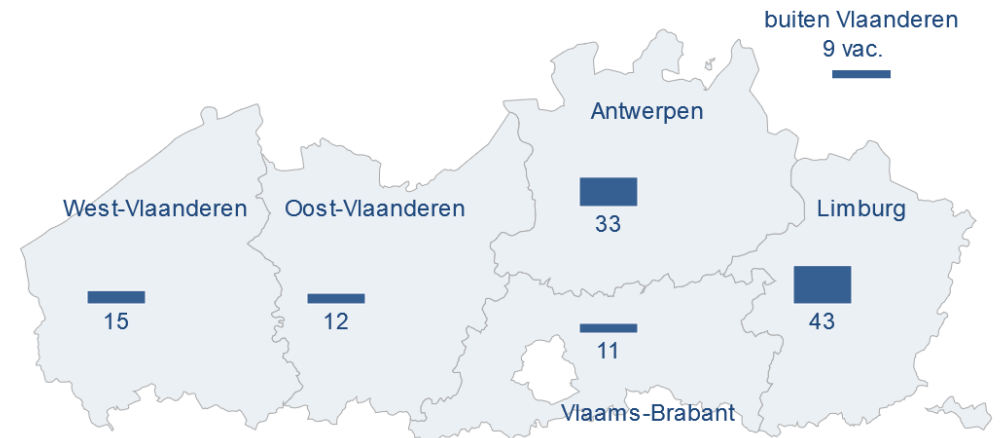 buiten Vlaanderen
9 vac.
Antwerpen
33
West-Vlaanderen
15
Oost-Vlaanderen
12
Limburg
43
11
Vlaams-Brabant